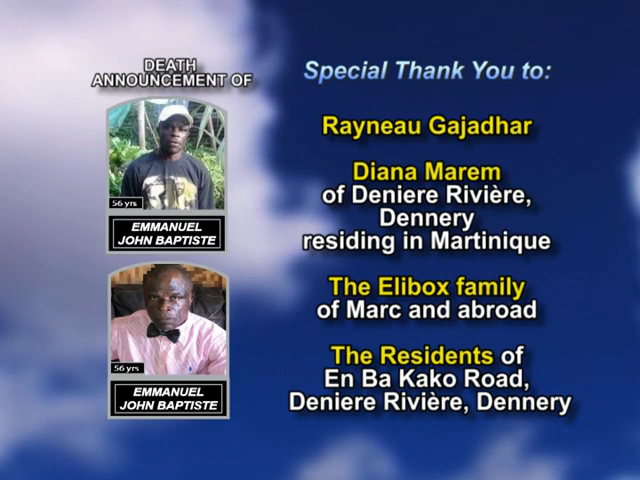 DEATH
ANNOUNCEMENT OF
56 yrs
EMMANUEL
JOHN BAPTISTE
56 yrs
EMMANUEL
JOHN BAPTISTE
Special Thank You to:
Rayneau Gajadhar
Diana Marem
of Deniere Rivière,
Dennery
residing in Martinique
The Elibox family
of Marc and abroad
The Residents of
En Ba Kako Road,
Deniere Rivière, Dennery